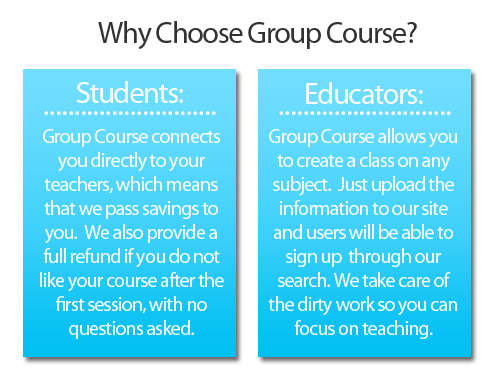 Why Choose Group Course?
Students:
Group Course connects
you directly to your
teachers, which means
that we pass savings to
you.  We also provide a
full refund if you do not
like your course after the
first session, with no
questions asked.
Educators:
Group Course allows you
to create a class on any
subject.  Just upload the
information to our site
and users will be able to
sign up  through our
search. We take care of
the dirty work so you can
focus on teaching.